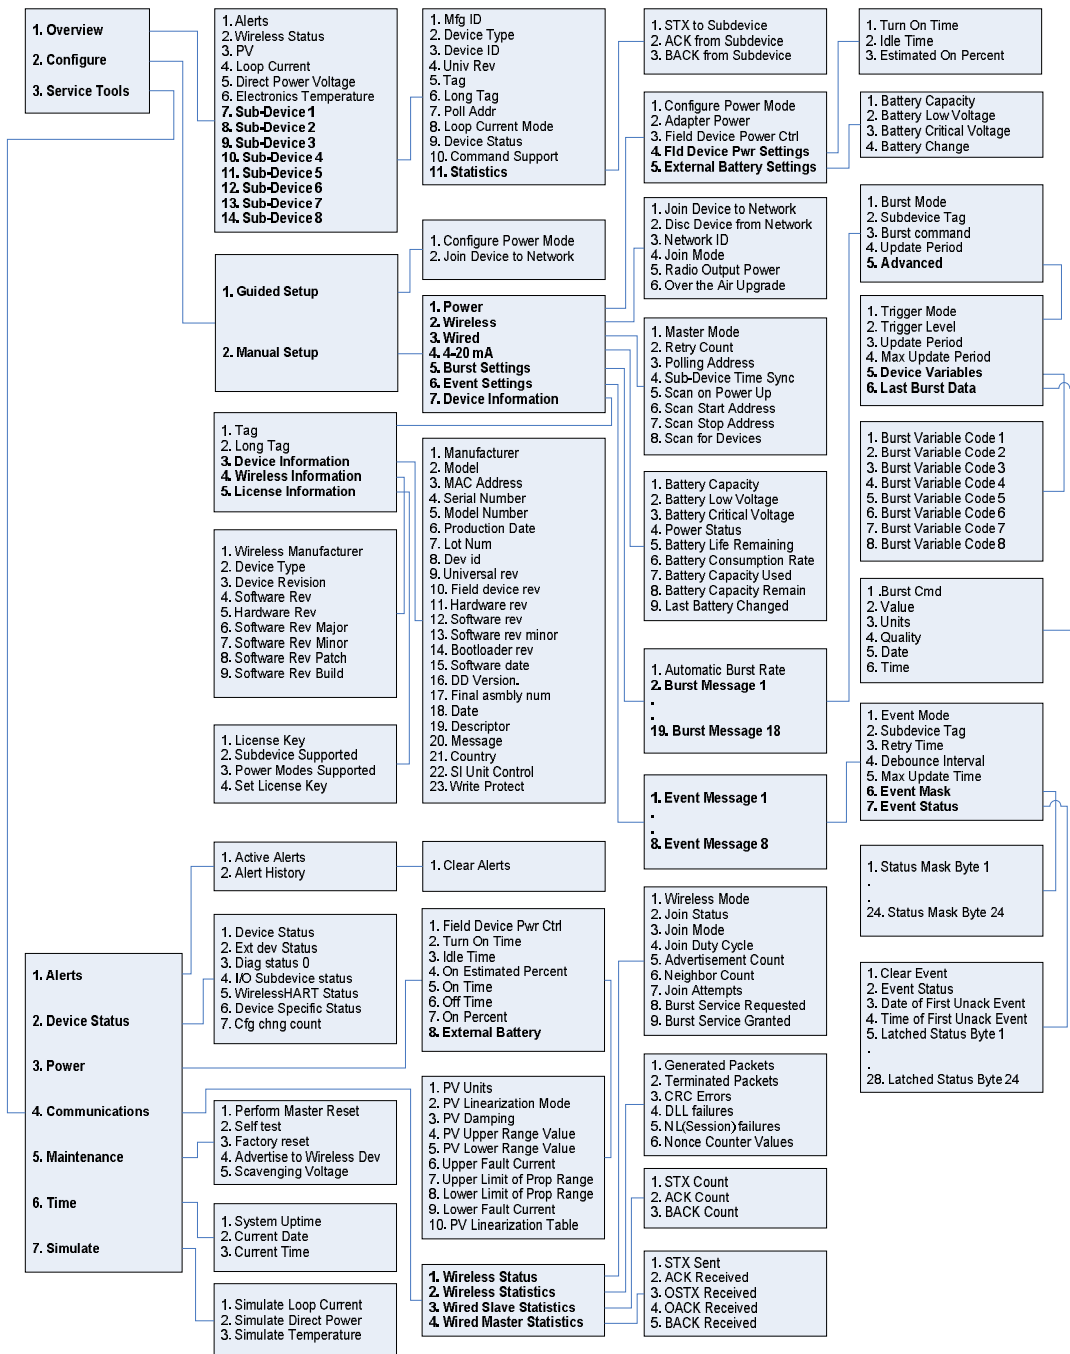 1. Overview
2. Configure
3. Service Tools
1. Alerts
2. Wireless Status
3. PV
4. Loop Current
5. Direct Power Voltage
6. Electronics Temperature
7. Sub-Device 1
8. Sub-Device 2
9. Sub-Device 3
10. Sub-Device 4
11. Sub-Device 5
12. Sub-Device 6
13. Sub-Device 7
14. Sub-Device 8
1. Mfg ID
2. Device Type
3. Device ID
4. Univ Rev
5. Tag
6. Long Tag
7. Poll Addr
8. Loop Current Mode
9. Device Status
10. Command Support
11. Statistics
1. STX to Subdevice
2. ACK from Subdevice
3. BACK from Subdevice
1. Turn On Time
2. Idle Time
3. Estimated On Percent
1. Configure Power Mode
2. Adapter Power
3. Field Device Power Ctrl
4. Fld Device Pwr Settings
5. External Battery Settings
1. Battery Capacity
2. Battery Low Voltage
3. Battery Critical Voltage
4. Battery Change
1. Guided Setup
2. Manual Setup
1. Configure Power Mode
2. Join Device to Network
1. Join Device to Network
2. Disc Device from Network
3. Network ID
4. Join Mode
5. Radio Output Power
6. Over the Air Upgrade
1. Burst Mode
2. Subdevice Tag
3. Burst command
4. Update Period
5. Advanced
1. Power
2. Wireless
3. Wired
4. 4-20 mA
5. Burst Settings
6. Event Settings
7. Device Information
1. Master Mode
2. Retry Count
3. Polling Address
4. Sub-Device Time Sync
5. Scan on Power Up
6. Scan Start Address
7. Scan Stop Address
8. Scan for Devices
1. Trigger Mode
2. Trigger Level
3. Update Period
4. Max Update Period
5. Device Variables
6. Last Burst Data
1. Tag
2. Long Tag
3. Device Information
4. Wireless Information
5. License Information
1. Manufacturer
2. Model
3. MAC Address
4. Serial Number
5. Model Number
6. Production Date
7. Lot Num
8. Dev id
9. Universal rev
10. Field device rev
11. Hardware rev
12. Software rev
13. Software rev minor
14. Bootloader rev
15. Software date
16. DD Version.
17. Final asmbly num
18. Date
19. Descriptor
20. Message
21. Country
22. SI Unit Control
23. Write Protect
1. Battery Capacity
2. Battery Low Voltage
3. Battery Critical Voltage
4. Power Status
5. Battery Life Remaining
6. Battery Consumption Rate
7. Battery Capacity Used
8. Battery Capacity Remain
9. Last Battery Changed
1. Burst Variable Code 1
2. Burst Variable Code 2
3. Burst Variable Code 3
4. Burst Variable Code 4
5. Burst Variable Code 5
6. Burst Variable Code 6
7. Burst Variable Code 7
8. Burst Variable Code 8
1. Wireless Manufacturer
2. Device Type
3. Device Revision
4. Software Rev
5. Hardware Rev
6. Software Rev Major
7. Software Rev Minor
8. Software Rev Patch
9. Software Rev Build
1 .Burst Cmd
2. Value
3. Units
4. Quality
5. Date
6. Time
1. License Key
2. Subdevice Supported
3. Power Modes Supported
4. Set License Key
1. Automatic Burst Rate
2. Burst Message 1
.
.
19. Burst Message 18
1. Event Mode
2. Subdevice Tag
3. Retry Time
4. Debounce Interval
5. Max Update Time
6. Event Mask
7. Event Status
1. Event Message 1
.
.
8. Event Message 8
1. Status Mask Byte 1
.
.
24. Status Mask Byte 24
1. Clear Event
2. Event Status
3. Date of First Unack Event
4. Time of First Unack Event
5. Latched Status Byte 1
.
.
28. Latched Status Byte 24
1. Alerts
2. Device Status
3. Power
4. Communications
5. Maintenance
6. Time
7. Simulate
1. Active Alerts
2. Alert History
1. Clear Alerts
1. Device Status
2. Ext dev Status
3. Diag status 0
4. I/O Subdevice status
5. WirelessHART Status
6. Device Specific Status
7. Cfg chng count
1. Field Device Pwr Ctrl
2. Turn On Time
3. Idle Time
4. On Estimated Percent
5. On Time
6. Off Time
7. On Percent
8. External Battery
1. Wireless Mode
2. Join Status
3. Join Mode
4. Join Duty Cycle
5. Advertisement Count
6. Neighbor Count
7. Join Attempts
8. Burst Service Requested
9. Burst Service Granted
1. Perform Master Reset
2. Self test
3. Factory reset
4. Advertise to Wireless Dev
5. Scavenging Voltage
1. PV Units
2. PV Linearization Mode
3. PV Damping
4. PV Upper Range Value
5. PV Lower Range Value
6. Upper Fault Current
7. Upper Limit of Prop Range
8. Lower Limit of Prop Range
9. Lower Fault Current
10. PV Linearization Table
1. Generated Packets
2. Terminated Packets
3. CRC Errors
4. DLL failures
5. NL(Session) failures
6. Nonce Counter Values
1. STX Count
2. ACK Count
3. BACK Count
1. System Uptime
2. Current Date
3. Current Time
1. Wireless Status
2. Wireless Statistics
3. Wired Slave Statistics
4. Wired Master Statistics
1. STX Sent
2. ACK Received
3. OSTX Received
4. OACK Received
5. BACK Received
1. Simulate Loop Current
2. Simulate Direct Power
3. Simulate Temperature